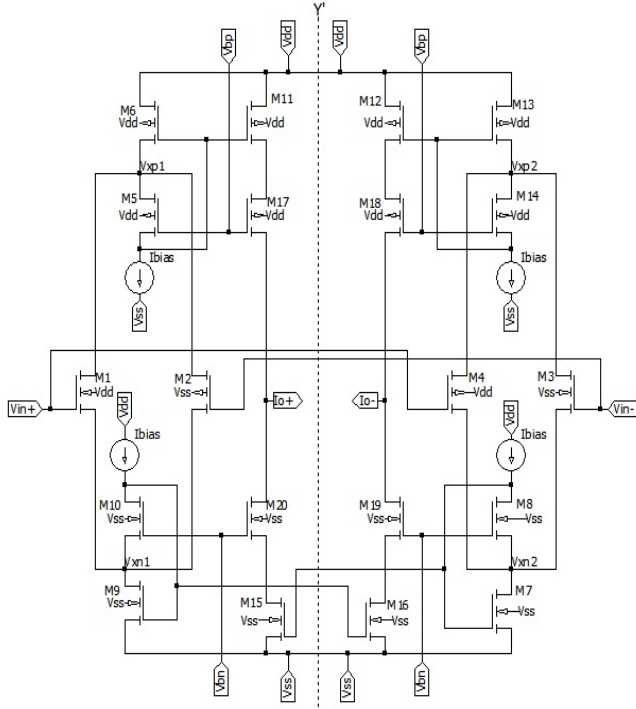 Y'
Vbp Vdd Vdd Vbp
M6 M11 M12 M13
Vdd Vdd Vdd Vdd
Vxp1 Vxp2
M5 M17 M18 M14
Vdd Vdd Vdd Vdd
Ibias Ibias
Vss Vss
M1 M2 M4 M3
Vdd Vss Vdd Vss
Vin+ Vdd Io+ Io- Vdd Vin-
Ibias Ibias
M10 M20 M19 M8
Vss Vss Vss Vss
Vxn1 Vxn2
M9 M15 M16 M7
Vss Vss Vss Vss
Vbn Vss Vss Vbn